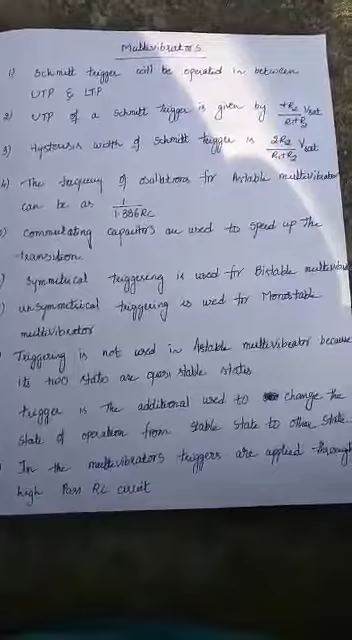 Multivibrators
1) Schmitt trigger will be operated in between
UTP & LTP
2) UTP of a Schmitt trigger is given by +R2/R1+R2 Vsat
3) Hysteresis width of Schmitt trigger is 2R2/R1+R2 Vsat
4) The frequency of oscillations for Astable multivibrator
can be as 1/1.386RC
) commutating capacitors are used to speed up the
transition.
) Symmetrical triggering is used for Bistable multivib
) unsymmetrical triggering is used for Monostable
multivibrator
Triggering is not used in Astable multivibrator because
its two states are quasi stable states
trigger is the additional used to change the
state of operation from stable state to other state.
In the multivibrators triggers are applied through
high Pass RC circuit